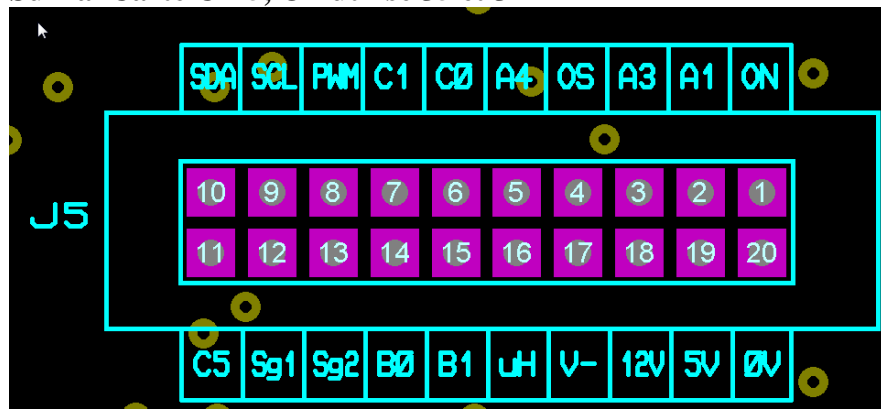 SDA SCL PWM C1 C0 A4 OS A3 A1 ON
10 9 8 7 6 5 4 3 2 1
J5
11 12 13 14 15 16 17 18 19 20
C5 Sg1 Sg2 B0 B1 uH V- 12V 5V 0V